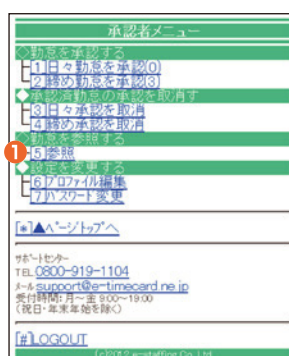 承認者メニュー
◇勤怠を承認する
[1]日々勤怠を承認(0)
[2]締め勤怠を承認(3)
◆承認済勤怠の承認を取消す
[3]日々承認を取消
[4]締め承認を取消
◇勤怠を参照する
1 [5]参照
◆設定を変更する
[6]プロファイル編集
[7]パスワード変更
[*]▲ページトップへ
サポートセンター
TEL 0800-919-1104
メール support@e-timecard.ne.jp
受付時間:月～金 9:00～19:00
(祝日・年末年始を除く)
[#]LOGOUT
(c)2012 e-staffing Co.,Ltd.